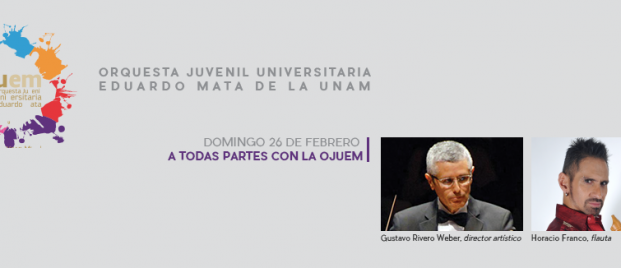 uem
ORQUESTA JUVENIL UNIVERSITARIA
EDUARDO MATA DE LA UNAM
DOMINGO 26 DE FEBRERO
A TODAS PARTES CON LA OJUEM
Gustavo Rivero Weber, director artístico
Horacio Franco, flauta